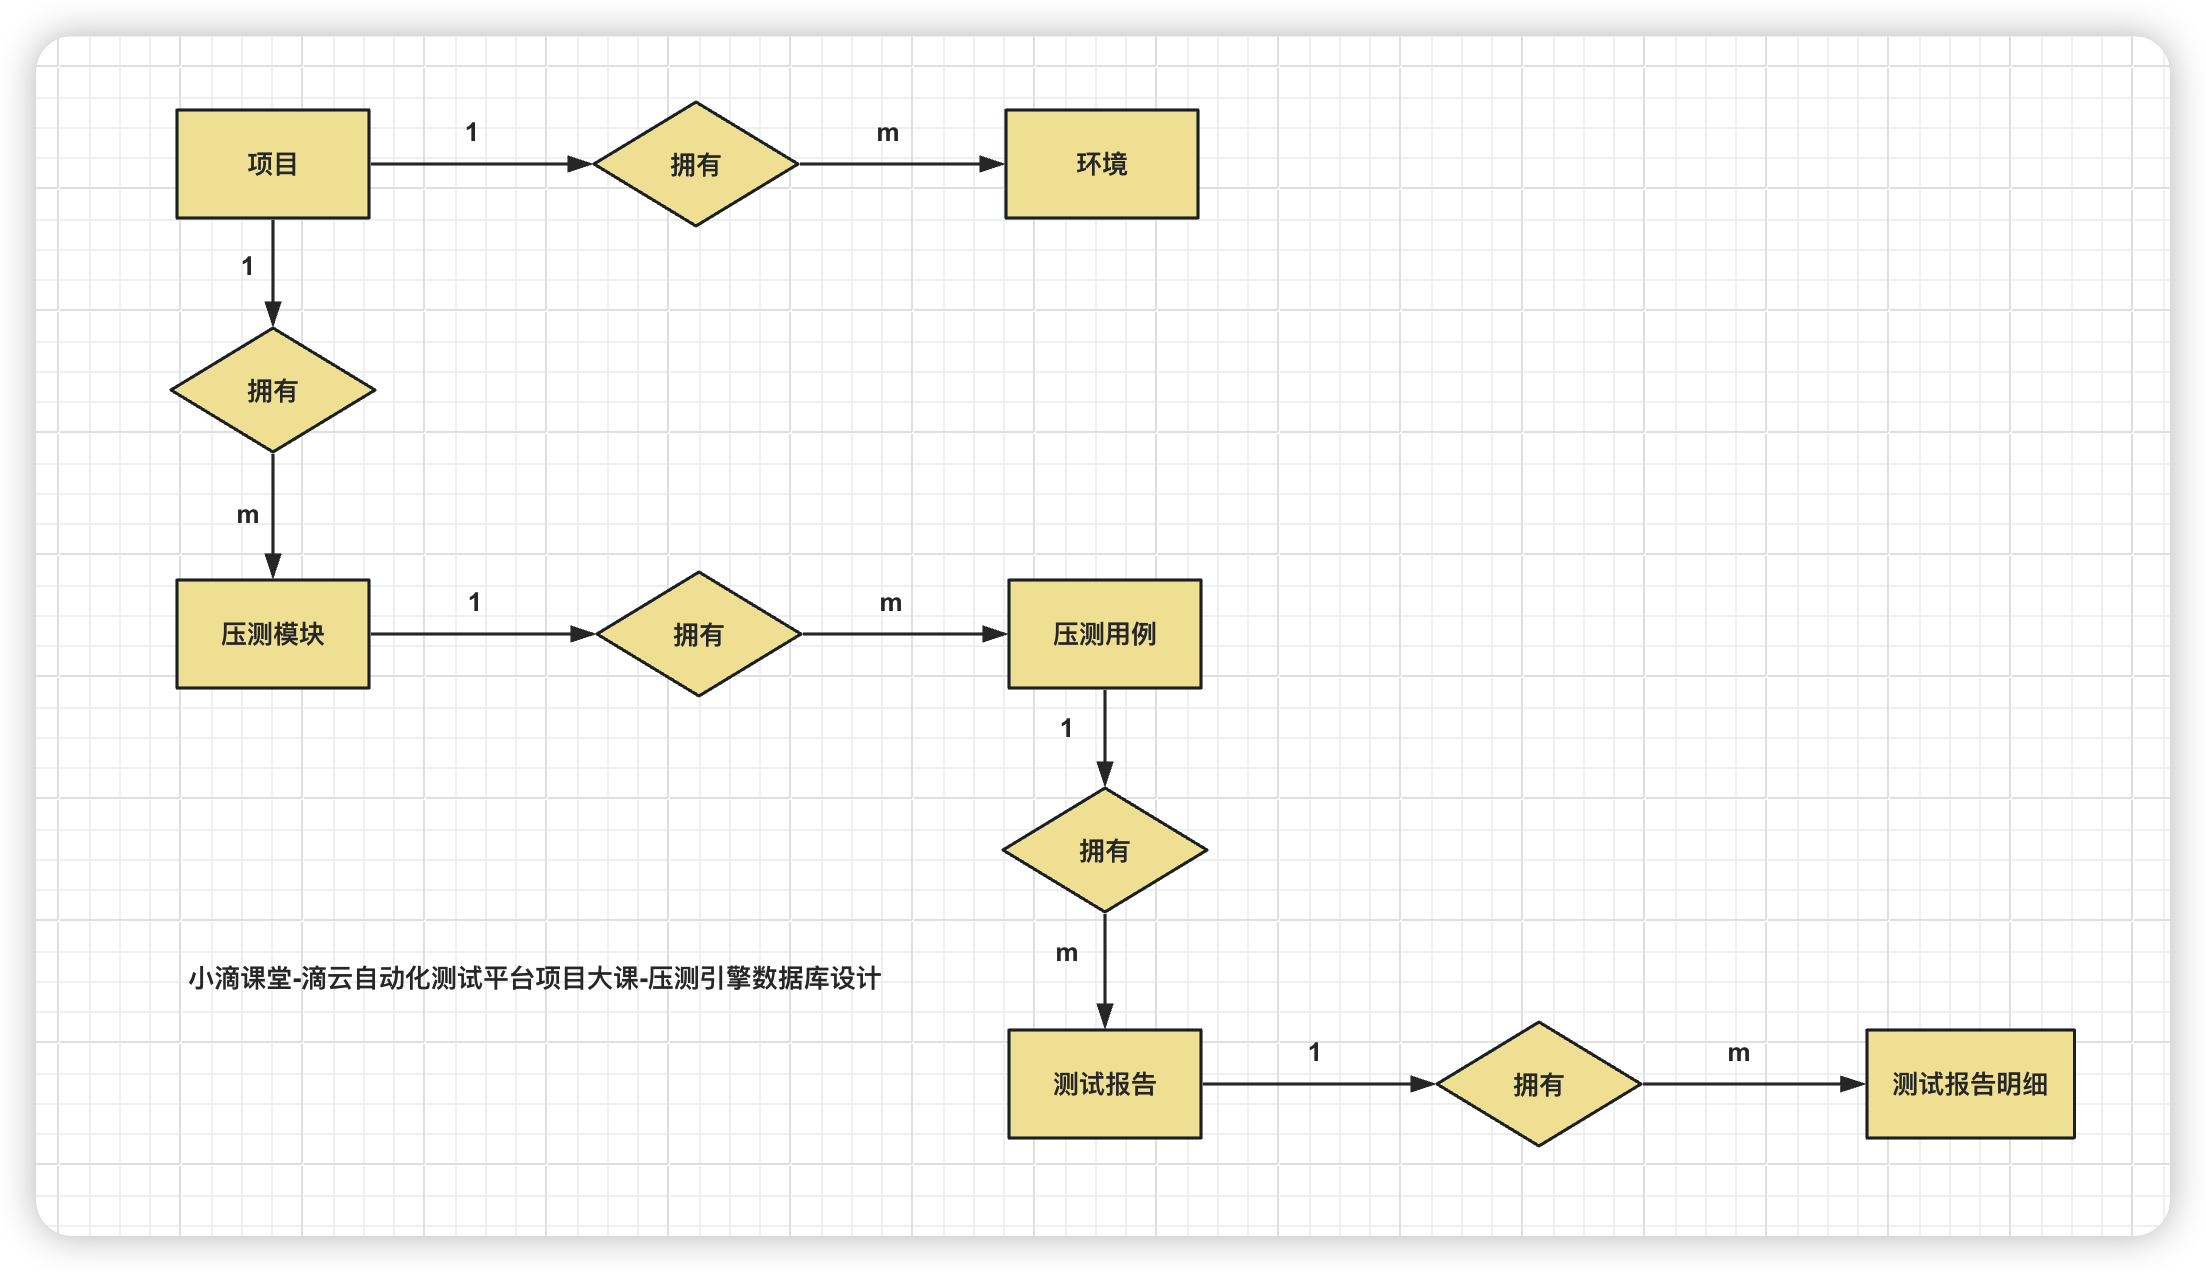 项目
1
拥有
m
环境
1
拥有
m
压测模块
1
拥有
m
压测用例
1
拥有
m
小滴课堂-滴云自动化测试平台项目大课-压测引擎数据库设计
测试报告
1
拥有
m
测试报告明细